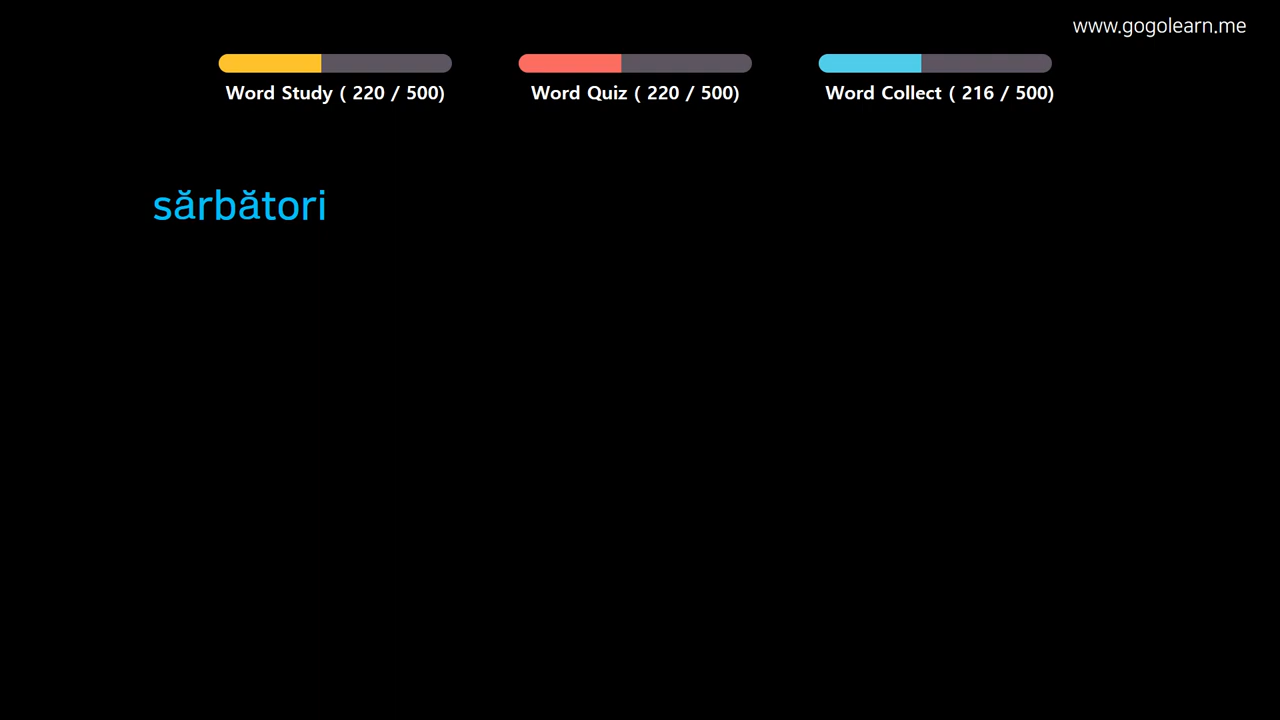 www.gogolearn.me
Word Study ( 220 / 500)
Word Quiz ( 220 / 500)
Word Collect ( 216 / 500)
sărbători